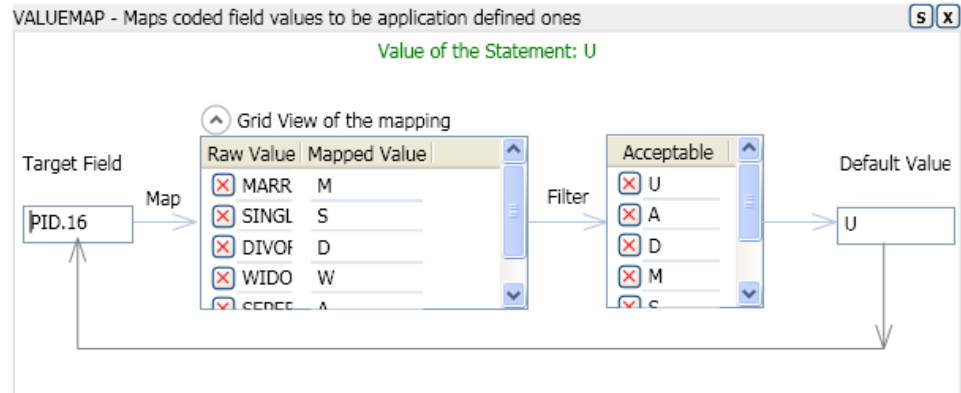 VALUEMAP - Maps coded field values to be application defined ones
S X
Value of the Statement: U
Grid View of the mapping
Target Field
Raw Value Mapped Value
Acceptable
Default Value
Map
Filter
PID.16
MARR M
SINGL S
DIVOF D
WIDO W
SEPER A
U
A
D
M
S
U